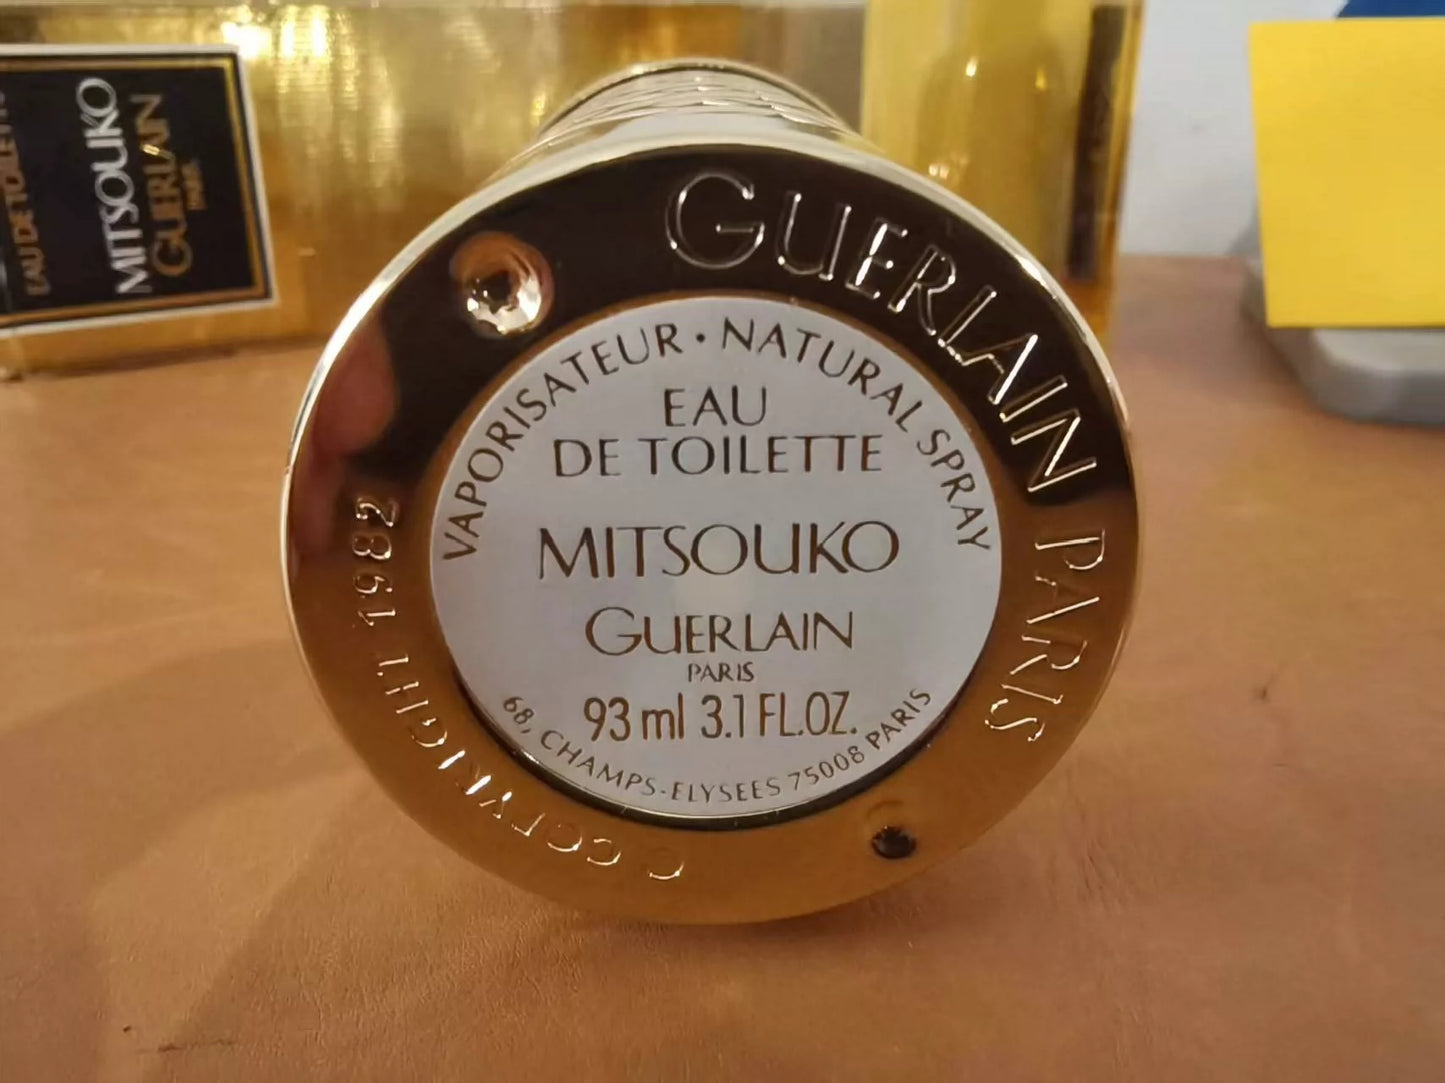 GUERLAIN PARIS
C COPYRIGHT 1982
VAPORISATEUR · NATURAL SPRAY
EAU
DE TOILETTE
MITSOUKO
GUERLAIN
PARIS
93 ml 3.1 FL.OZ.
68, CHAMPS-ELYSEES 75008 PARIS
EAU DE TOILETTE
MITSOUKO
GUERLAIN
PARIS